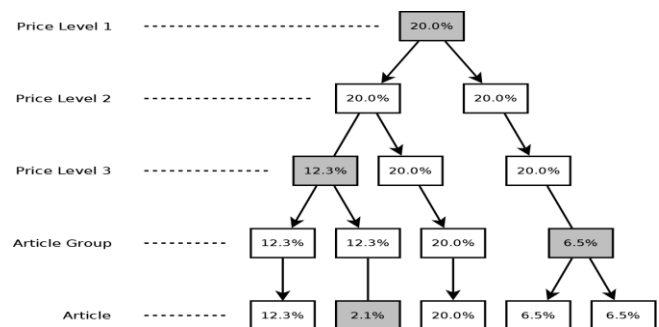 Price Level 1 20.0%
Price Level 2 20.0% 20.0%
Price Level 3 12.3% 20.0% 20.0%
Article Group 12.3% 12.3% 20.0% 6.5%
Article 12.3% 2.1% 20.0% 6.5% 6.5%